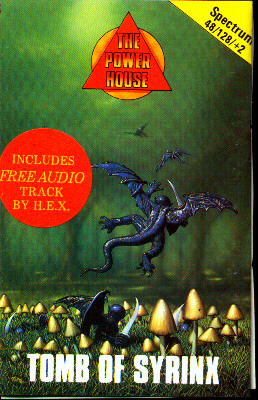 THE
POWER
HOUSE
Spectrum
48/128/+2
INCLUDES
FREE AUDIO
TRACK
BY H.E.X.
TOMB OF SYRINX